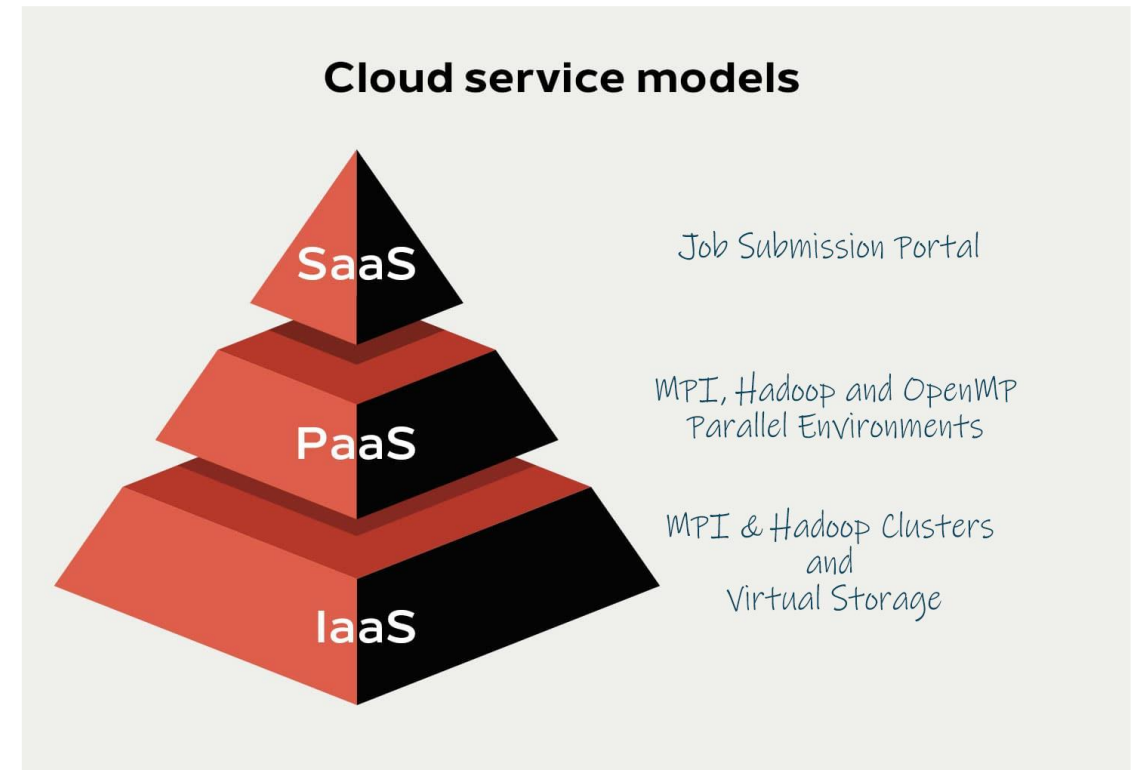 Cloud service models
SaaS
Job Submission Portal
PaaS
MPI, Hadoop and OpenMP
Parallel Environments
IaaS
MPI & Hadoop Clusters
and
Virtual Storage